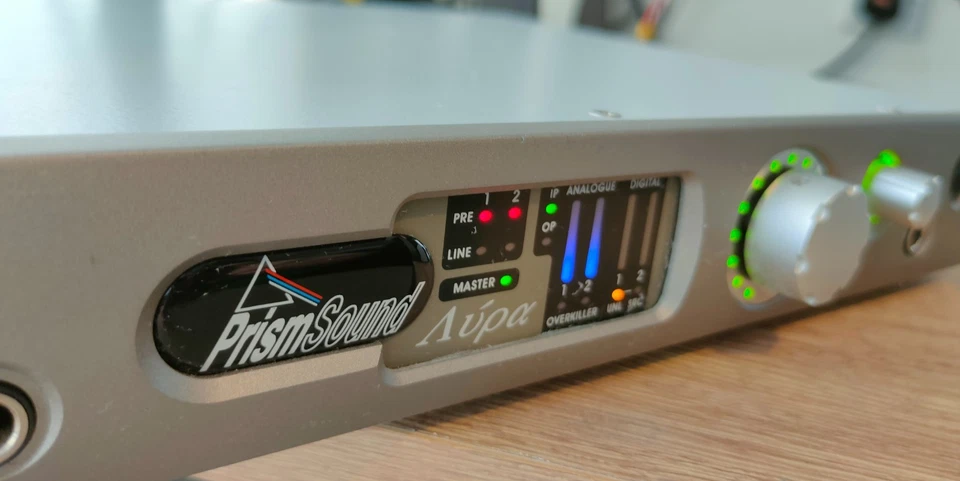 PrismSound
Λύρα
1 2
PRE
LINE
MASTER
IP ANALOGUE DIGITAL
OP
1 >2 1 2
OVERKILLER UNL SRC